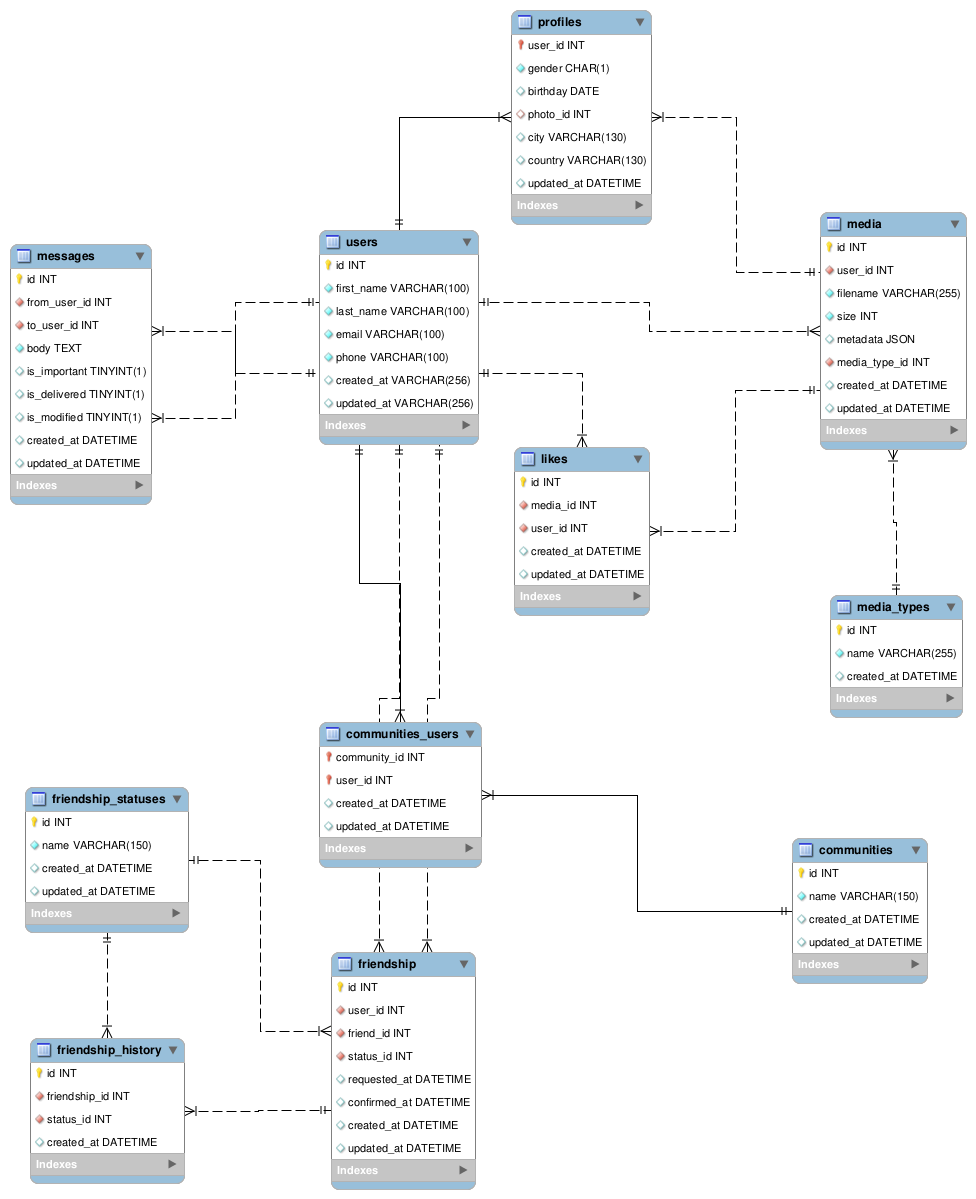 profiles
user_id INT
gender CHAR(1)
birthday DATE
photo_id INT
city VARCHAR(130)
country VARCHAR(130)
updated_at DATETIME
Indexes
media
id INT
user_id INT
filename VARCHAR(255)
size INT
metadata JSON
media_type_id INT
created_at DATETIME
updated_at DATETIME
Indexes
users
id INT
first_name VARCHAR(100)
last_name VARCHAR(100)
email VARCHAR(100)
phone VARCHAR(100)
created_at VARCHAR(256)
updated_at VARCHAR(256)
Indexes
messages
id INT
from_user_id INT
to_user_id INT
body TEXT
is_important TINYINT(1)
is_delivered TINYINT(1)
is_modified TINYINT(1)
created_at DATETIME
updated_at DATETIME
Indexes
likes
id INT
media_id INT
user_id INT
created_at DATETIME
updated_at DATETIME
Indexes
media_types
id INT
name VARCHAR(255)
created_at DATETIME
Indexes
communities_users
community_id INT
user_id INT
created_at DATETIME
updated_at DATETIME
Indexes
friendship_statuses
id INT
name VARCHAR(150)
created_at DATETIME
updated_at DATETIME
Indexes
communities
id INT
name VARCHAR(150)
created_at DATETIME
updated_at DATETIME
Indexes
friendship
id INT
user_id INT
friend_id INT
status_id INT
requested_at DATETIME
confirmed_at DATETIME
created_at DATETIME
updated_at DATETIME
Indexes
friendship_history
id INT
friendship_id INT
status_id INT
created_at DATETIME
Indexes